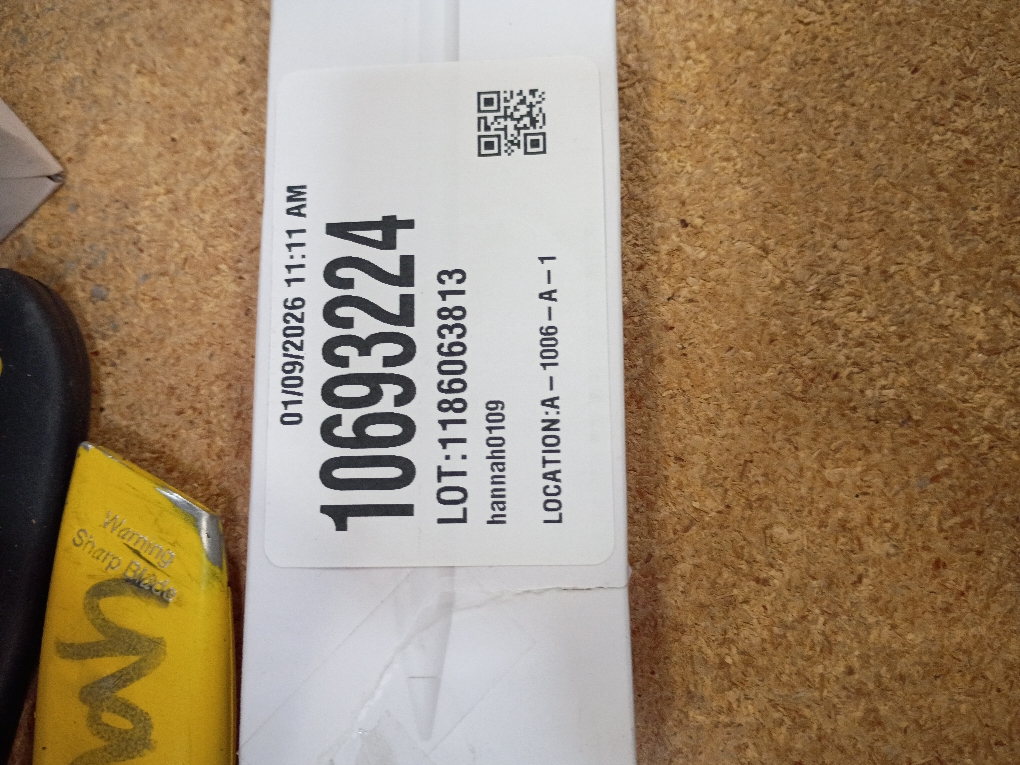 01/09/2026 11:11 AM
10693224
LOT:1186063813
hannah0109
LOCATION:A-1006-A-1
Warning
Sharp Blade